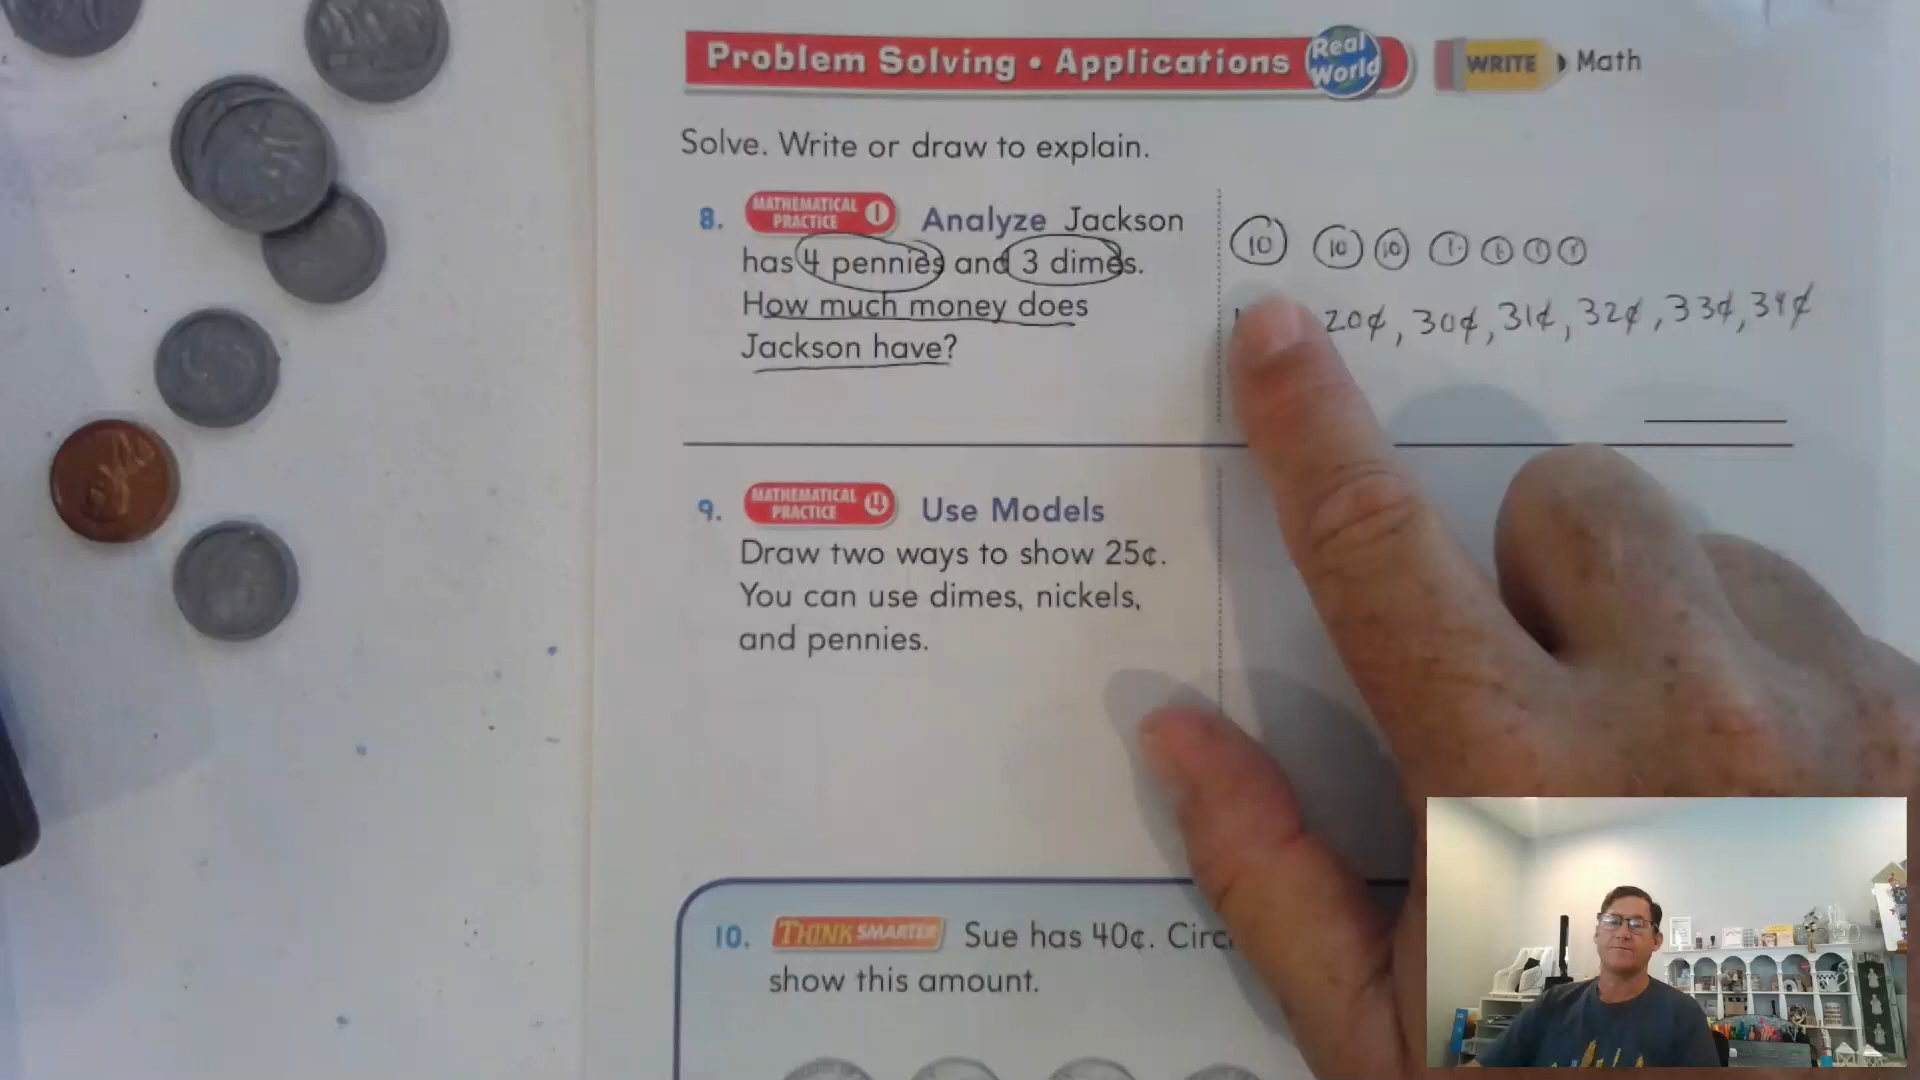 Problem Solving • Applications Real World WRITE Math
Solve. Write or draw to explain.
8. MATHEMATICAL PRACTICE 1 Analyze Jackson
has 4 pennies and 3 dimes.
How much money does
Jackson have?
10 10 10 1 1 1 1
20¢, 30¢, 31¢, 32¢, 33¢, 34¢
9. MATHEMATICAL PRACTICE 4 Use Models
Draw two ways to show 25¢.
You can use dimes, nickels,
and pennies.
10. THINK SMARTER Sue has 40¢.
show this amount.